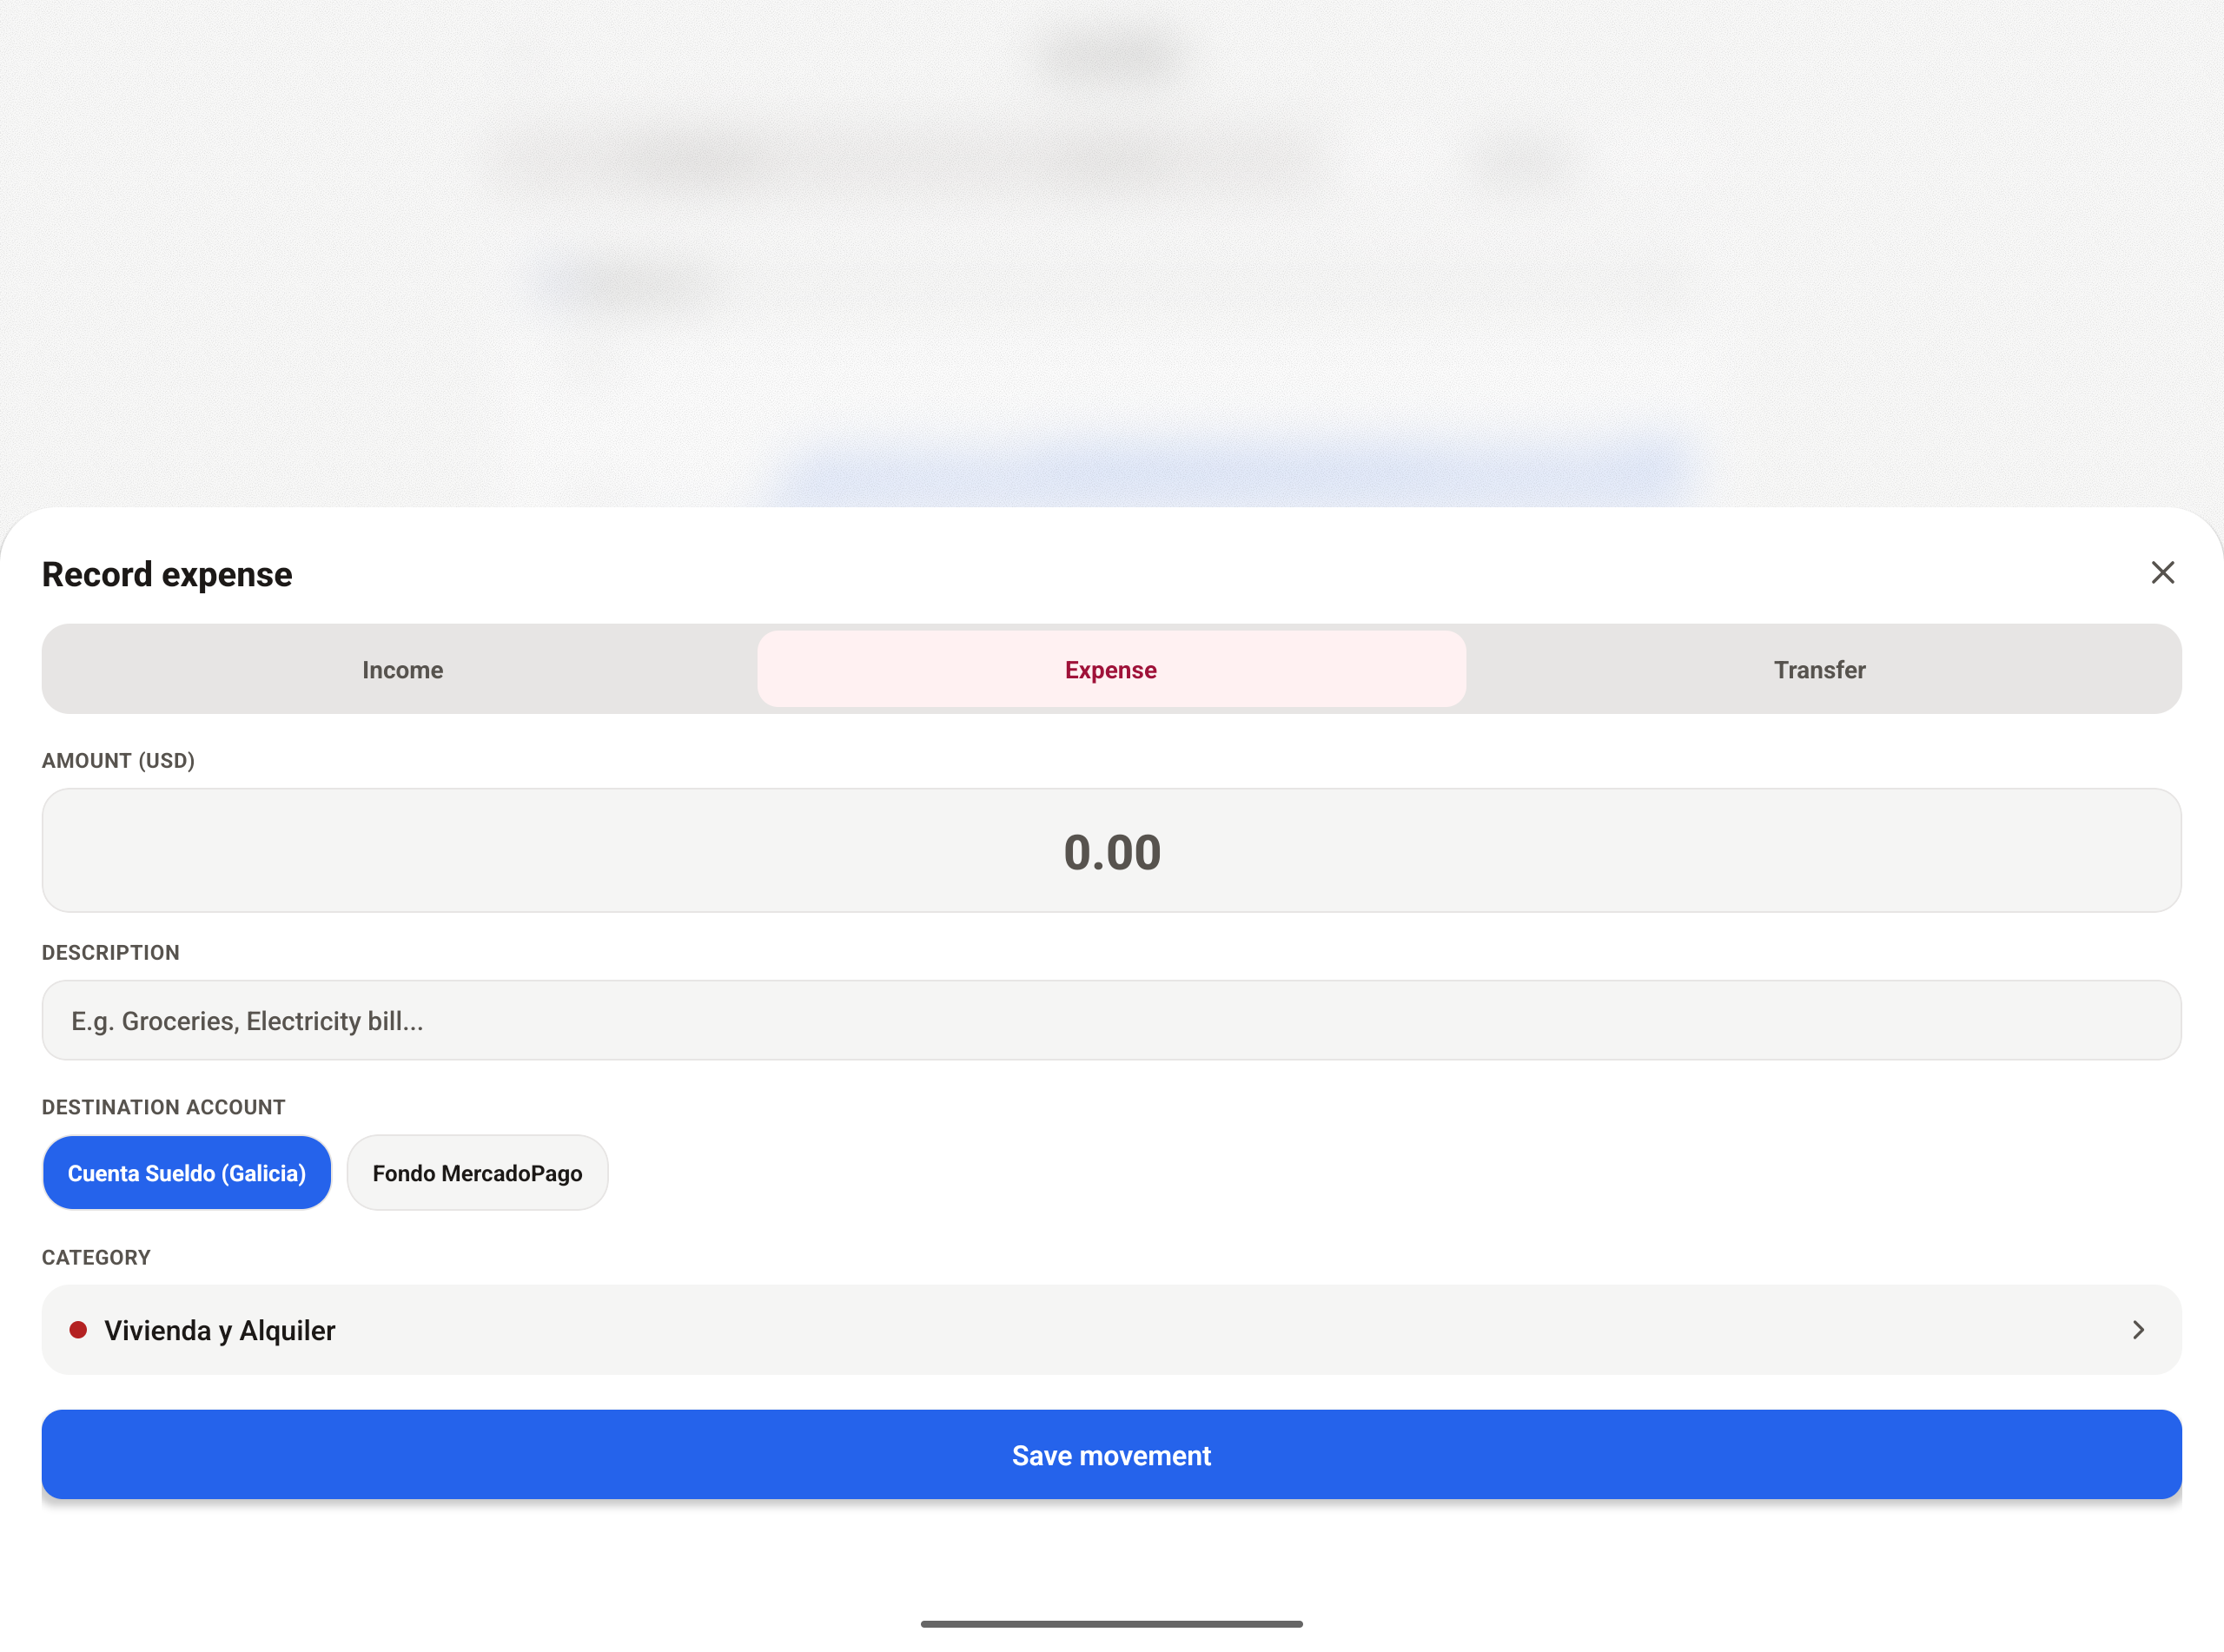 Record expense
Income Expense Transfer
AMOUNT (USD)
0.00
DESCRIPTION
E.g. Groceries, Electricity bill...
DESTINATION ACCOUNT
Cuenta Sueldo (Galicia) Fondo MercadoPago
CATEGORY
Vivienda y Alquiler
Save movement